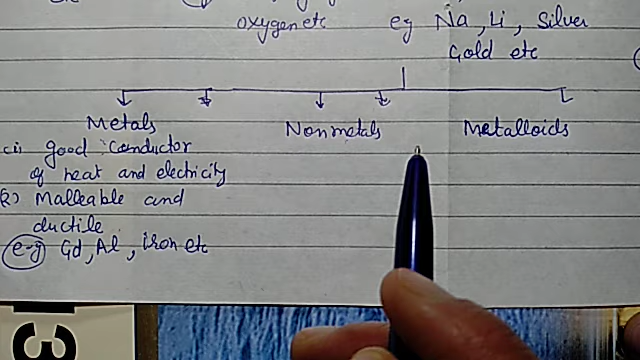 oxygen etc
eg Na, Li, Silver
Gold etc
Metals
Nonmetals
Metalloids
(1) good conductor
of heat and electricity
(2) Malleable and
ductile
e-g Gd, Al, iron etc